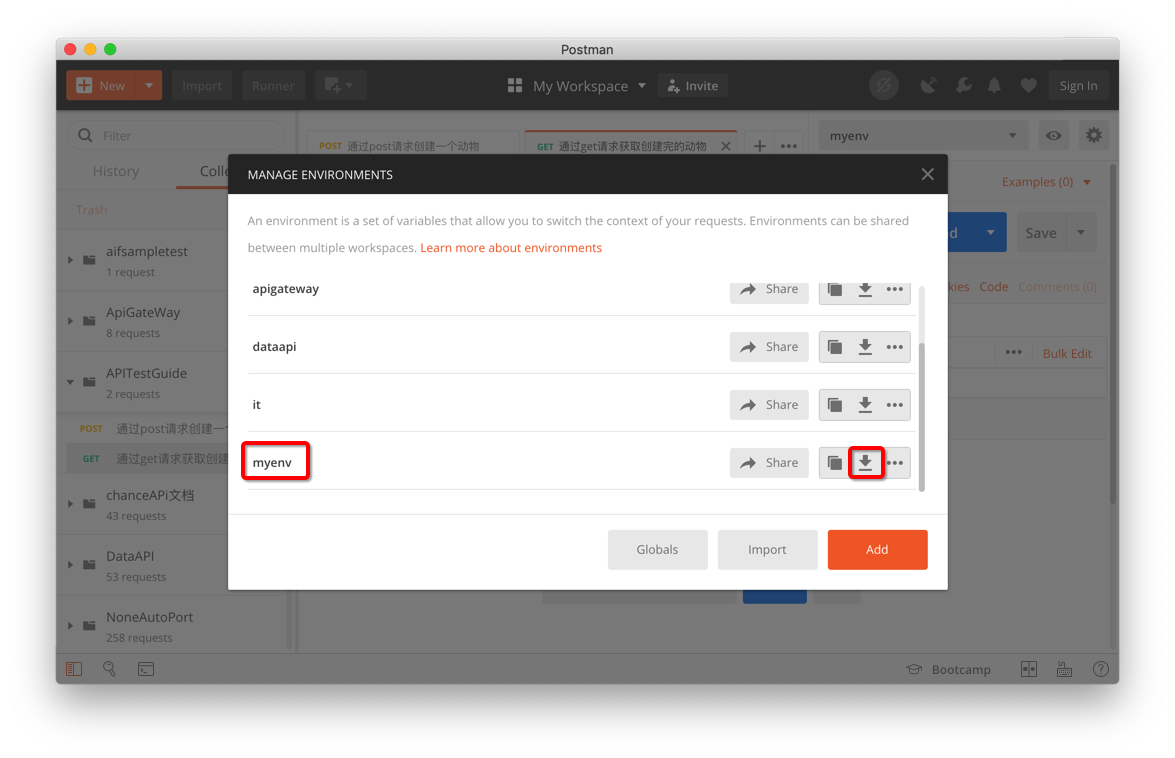 Postman
New
Import
Runner
My Workspace
Invite
Sign In
Filter
POST 通过post请求创建一个动物
GET 通过get请求获取创建完的动物
myenv
History
Colle
Trash
Examples (0)
Save
Code
Comments (0)
Bulk Edit
aifsampletest
1 request
ApiGateWay
8 requests
APITestGuide
2 requests
POST 通过post请求创建一
GET 通过get请求获取创建
chanceAPi文档
43 requests
DataAPI
53 requests
NoneAutoPort
258 requests
MANAGE ENVIRONMENTS
An environment is a set of variables that allow you to switch the context of your requests. Environments can be shared
between multiple workspaces. Learn more about environments
apigateway Share
dataapi Share
it Share
myenv Share
Globals
Import
Add
Bootcamp